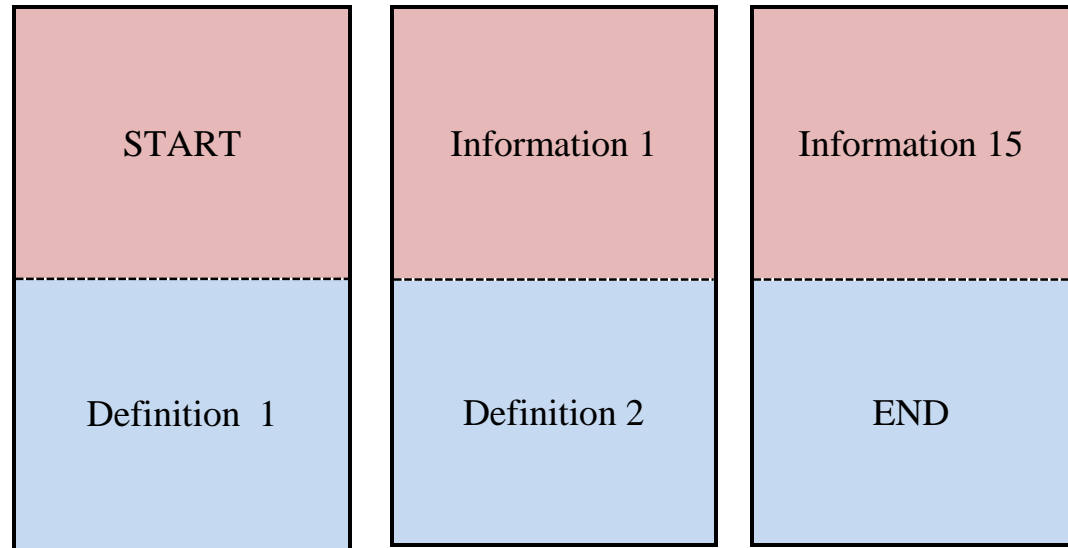 START
Information 1
Information 15
Definition 1
Definition 2
END